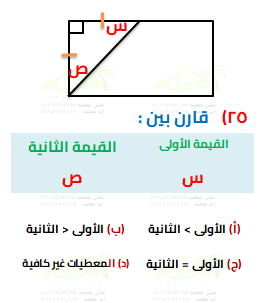 س
ص
٢٥) قارن بين :
القيمة الأولى
القيمة الثانية
س
ص
(أ) الأولى > الثانية
(ب) الأولى < الثانية
(ج) الأولى = الثانية
(د) المعطيات غير كافية